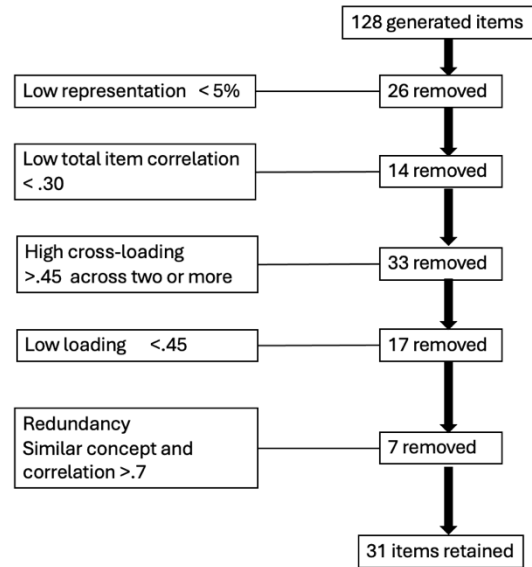 128 generated items
Low representation < 5%
26 removed
Low total item correlation
< .30
14 removed
High cross-loading
>.45 across two or more
33 removed
Low loading <.45
17 removed
Redundancy
Similar concept and
correlation >.7
7 removed
31 items retained